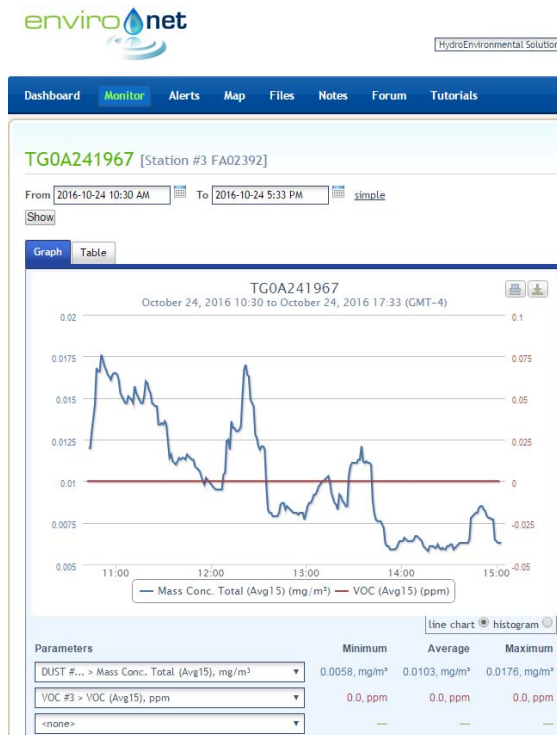 enviro net
HydroEnvironmental Solution
Dashboard Monitor Alerts Map Files Notes Forum Tutorials
TG0A241967 [Station #3 FA02392]
From 2016-10-24 10:30 AM To 2016-10-24 5:33 PM simple
Show
Graph Table
TG0A241967
October 24, 2016 10:30 to October 24, 2016 17:33 (GMT-4)
0.02 0.1
0.0175 0.075
0.015 0.05
0.0125 0.025
0.01 0
0.0075 -0.025
0.005 -0.05
11:00 12:00 13:00 14:00 15:00
Mass Conc. Total (Avg15) (mg/m³) VOC (Avg15) (ppm)
line chart histogram
Parameters Minimum Average Maximum
DUST #... > Mass Conc. Total (Avg15), mg/m³ 0.0058, mg/m³ 0.0103, mg/m³ 0.0176, mg/m³
VOC #3 > VOC (Avg15), ppm 0.0, ppm 0.0, ppm 0.0, ppm
<none> — — —